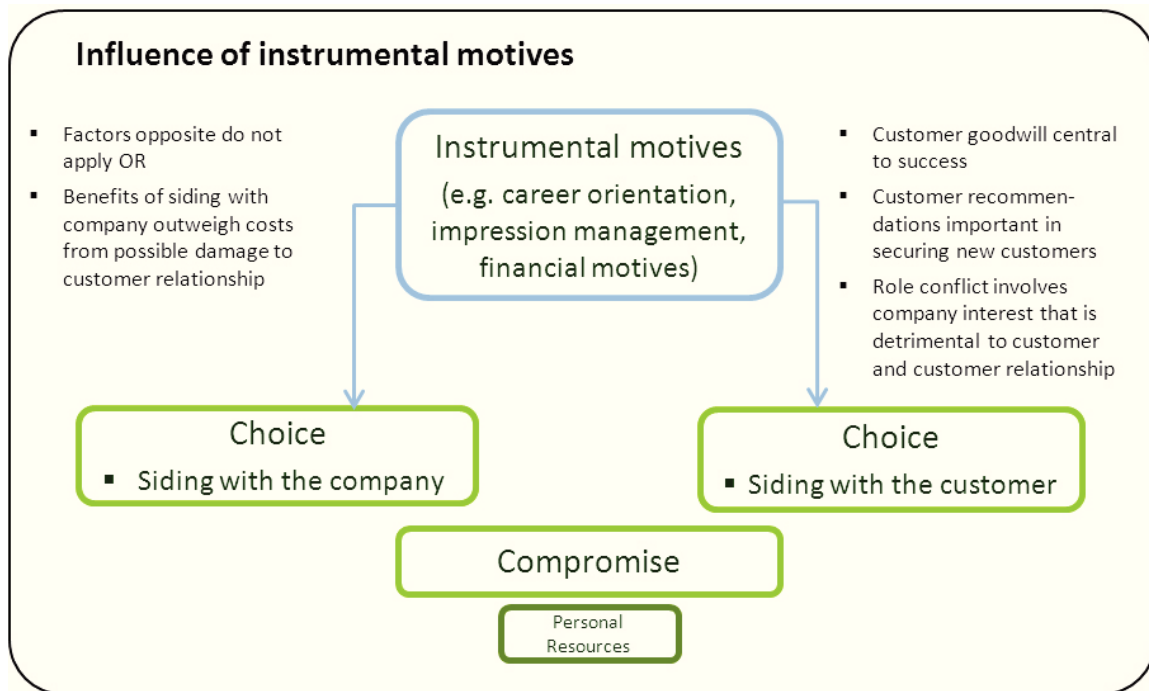 Influence of instrumental motives
▪ Factors opposite do not
apply OR
▪ Benefits of siding with
company outweigh costs
from possible damage to
customer relationship
Instrumental motives
(e.g. career orientation,
impression management,
financial motives)
▪ Customer goodwill central
to success
▪ Customer recommen-
dations important in
securing new customers
▪ Role conflict involves
company interest that is
detrimental to customer
and customer relationship
Choice
▪ Siding with the company
Choice
▪ Siding with the customer
Compromise
Personal
Resources